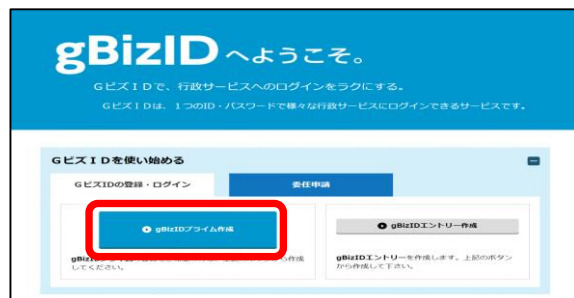 gBizIDへようこそ。
GビズIDで、行政サービスへのログインをラクにする。
GビズIDは、1つのID・パスワードで様々な行政サービスにログインできるサービスです。
GビズIDを使い始める
GビズIDの登録・ログイン
委任申請
gBizIDプライム作成
gBizIDエントリー作成
してください。
gBizIDエントリーを作成します。上記のボタン
から作成して下さい。